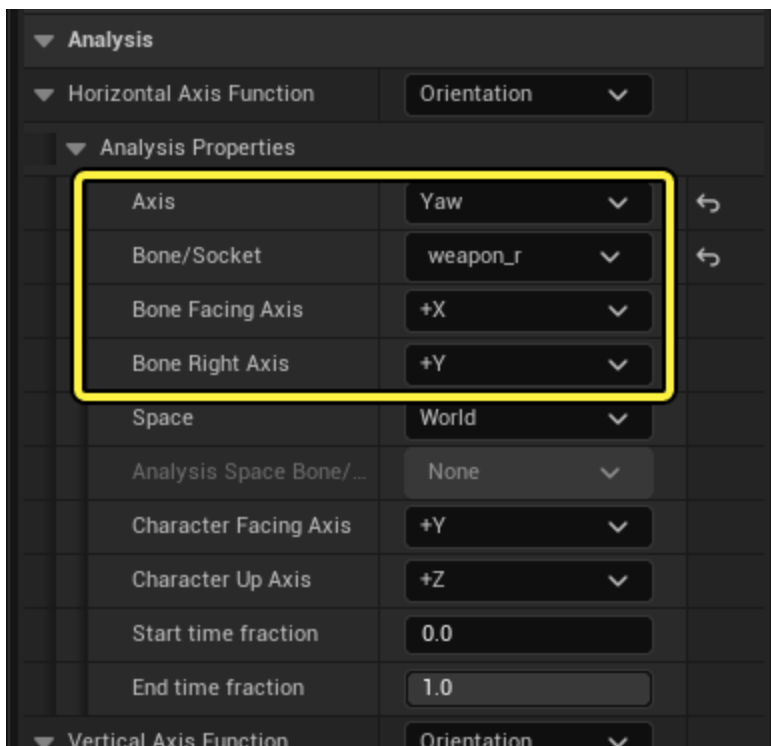 Analysis
Horizontal Axis Function Orientation
Analysis Properties
Axis Yaw
Bone/Socket weapon_r
Bone Facing Axis +X
Bone Right Axis +Y
Space World
Analysis Space Bone/... None
Character Facing Axis +Y
Character Up Axis +Z
Start time fraction 0.0
End time fraction 1.0
Vertical Axis Function Orientation